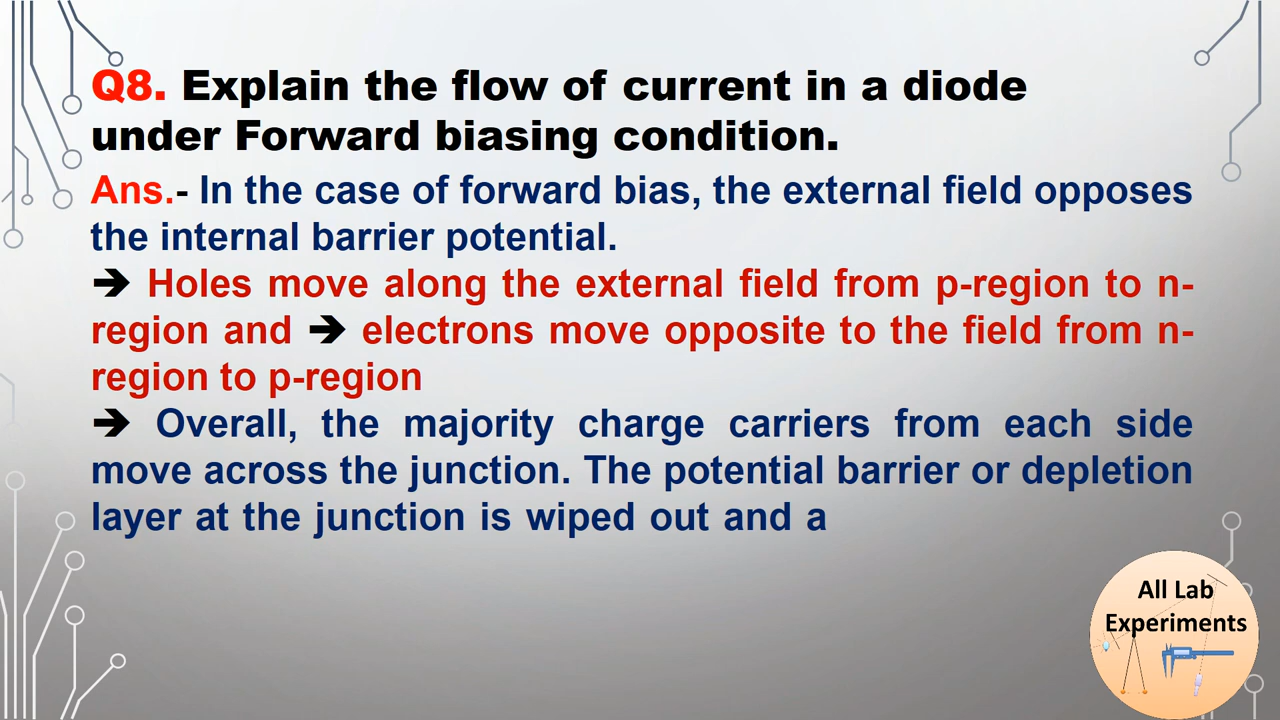 Q8. Explain the flow of current in a diode
under Forward biasing condition.
Ans.- In the case of forward bias, the external field opposes
the internal barrier potential.
➔ Holes move along the external field from p-region to n-
region and ➔ electrons move opposite to the field from n-
region to p-region
➔ Overall, the majority charge carriers from each side
move across the junction. The potential barrier or depletion
layer at the junction is wiped out and a
All Lab
Experiments